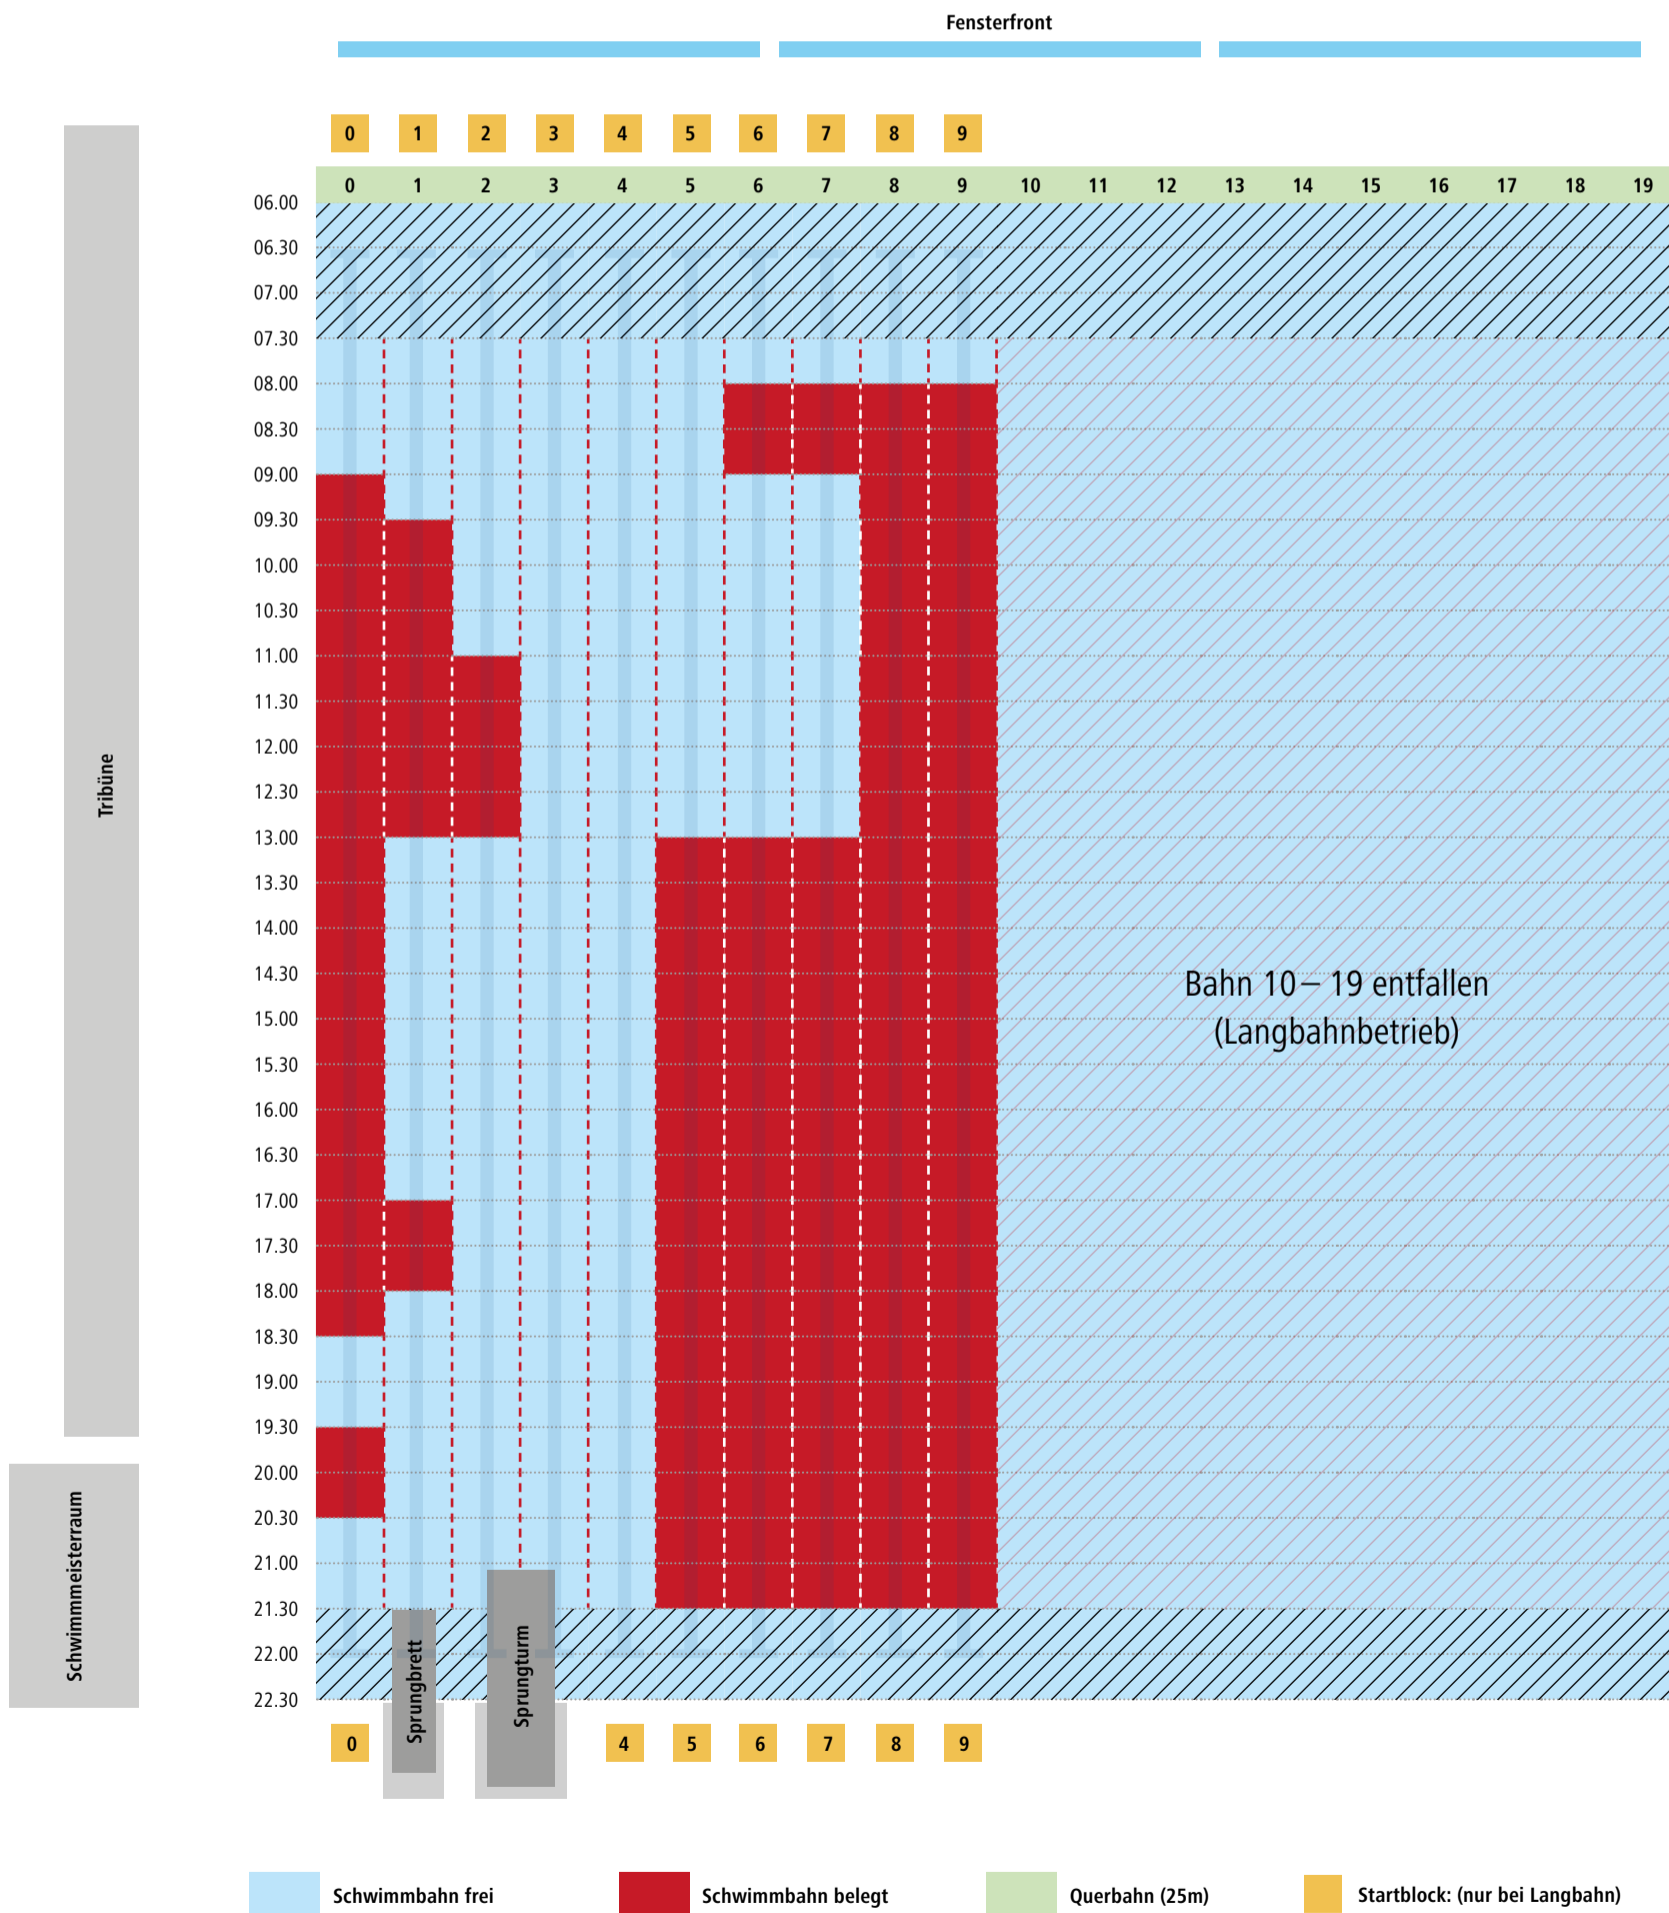 Fensterfront
0 1 2 3 4 5 6 7 8 9
0 1 2 3 4 5 6 7 8 9 10 11 12 13 14 15 16 17 18 19
06.00
06.30
07.00
07.30
08.00
08.30
09.00
09.30
10.00
10.30
11.00
11.30
12.00
12.30
13.00
13.30
14.00
14.30
15.00
15.30
16.00
16.30
17.00
17.30
18.00
18.30
19.00
19.30
20.00
20.30
21.00
21.30
22.00
22.30
Tribüne
Schwimmmeisterraum
Bahn 10 – 19 entfallen
(Langbahnbetrieb)
Sprungbrett
Sprungturm
0 4 5 6 7 8 9
Schwimmbahn frei
Schwimmbahn belegt
Querbahn (25m)
Startblock: (nur bei Langbahn)